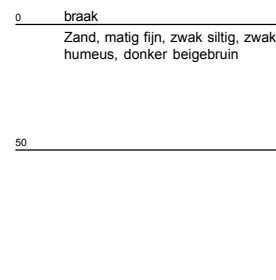 0 braak
Zand, matig fijn, zwak siltig, zwak
humeus, donker beigebruin
50